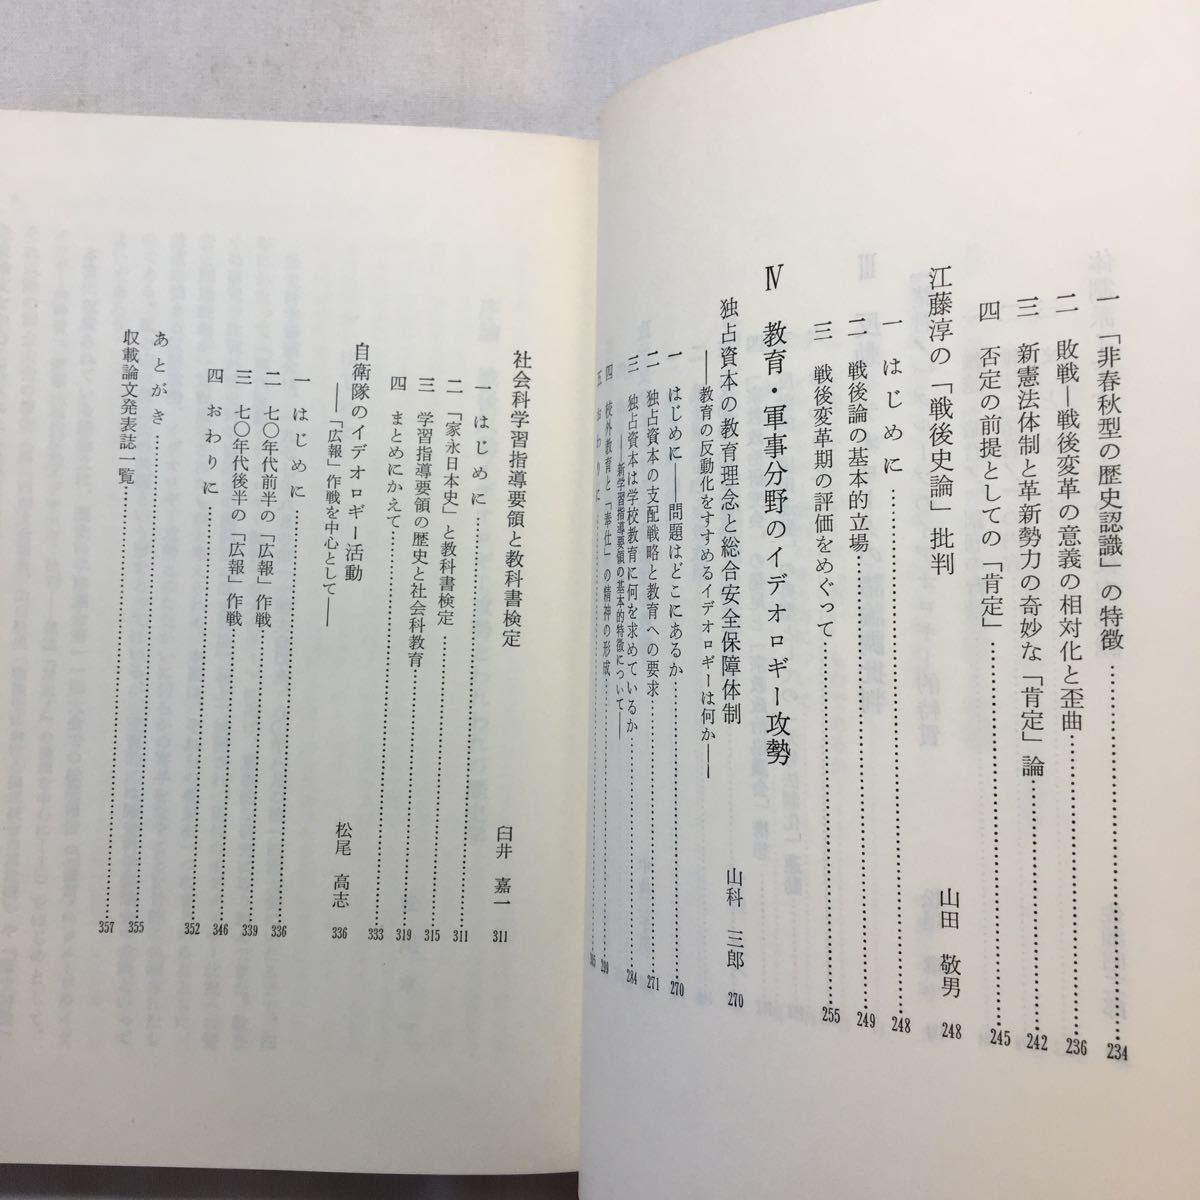 一 「非春秋型の歴史認識」の特徴……………234
二 敗戦―戦後変革の意義の相対化と歪曲……………236
三 新憲法体制と革新勢力の奇妙な「肯定」論……………242
四 否定の前提としての「肯定」……………245
江藤淳の「戦後史論」批判 山田 敬男 248
一 はじめに……………248
二 戦後論の基本的立場……………249
三 戦後変革期の評価をめぐって……………255
Ⅳ 教育・軍事分野のイデオロギー攻勢
独占資本の教育理念と総合安全保障体制 山科 三郎 270
――教育の反動化をすすめるイデオロギーは何か――
一 はじめに――問題はどこにあるか……………270
二 独占資本の支配戦略と教育への要求……………271
三 独占資本は学校教育に何を求めているか……………284
――新学習指導要領の基本的特徴について――
四 校外教育と「奉仕」の精神の形成……………299
五 おわりに……………305
社会科学習指導要領と教科書検定 臼井 嘉一 311
一 はじめに……………311
二 「家永日本史」と教科書検定……………315
三 学習指導要領の歴史と社会科教育……………319
四 まとめにかえて……………333
自衛隊のイデオロギー活動 松尾 高志 336
――「広報」作戦を中心として――
一 はじめに……………336
二 七〇年代前半の「広報」作戦……………339
三 七〇年代後半の「広報」作戦……………346
四 おわりに……………352
あとがき……………355
収載論文発表誌一覧……………357